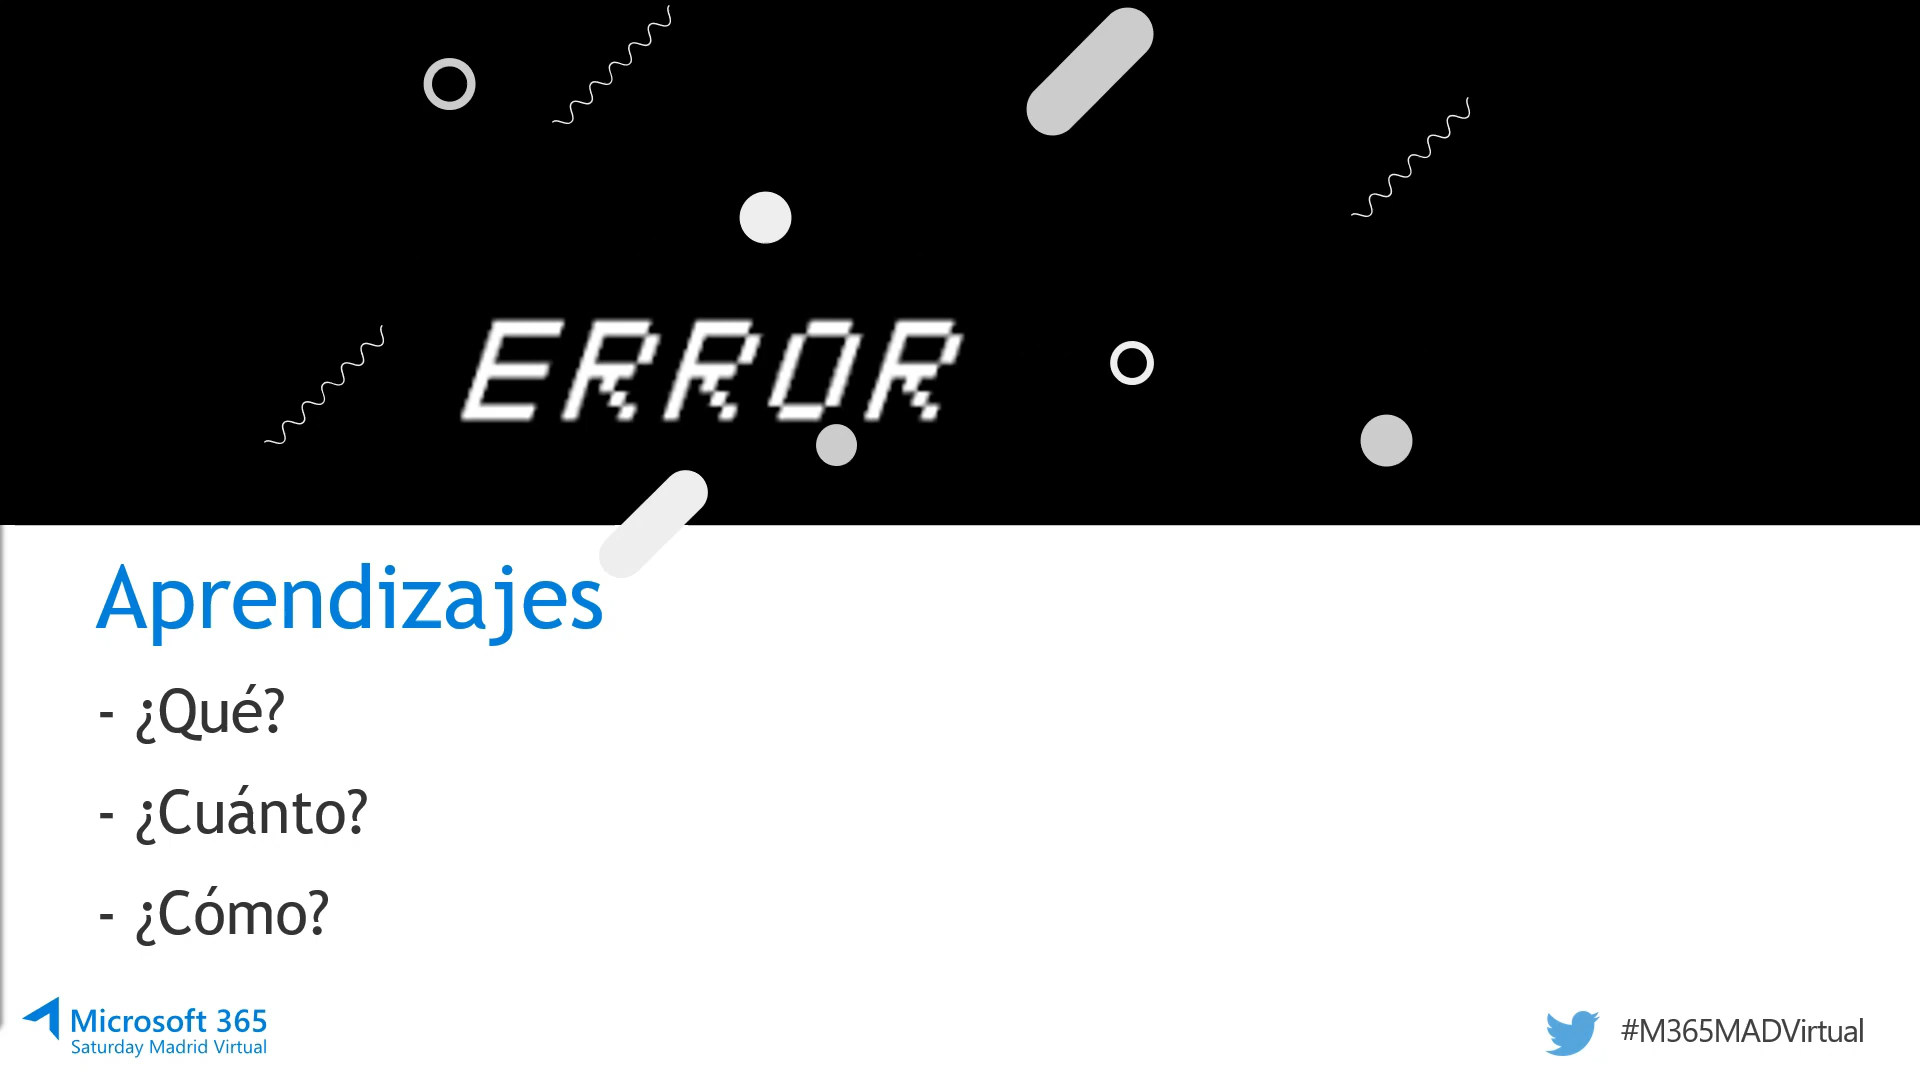 ERROR
Aprendizajes
- ¿Qué?
- ¿Cuánto?
- ¿Cómo?
Microsoft 365
Saturday Madrid Virtual
#M365MADVirtual